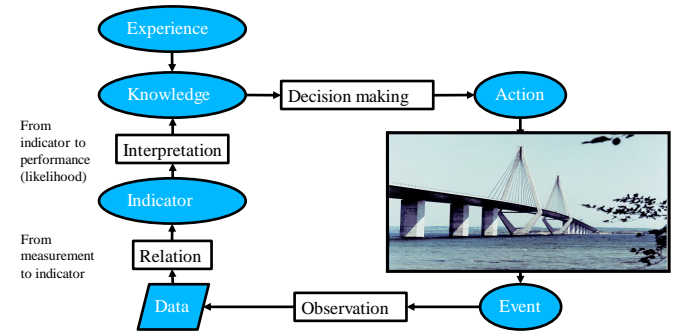 Experience
Knowledge
Decision making
Action
From
indicator to
performance
(likelihood)
Interpretation
Indicator
From
measurement
to indicator
Relation
Data
Observation
Event